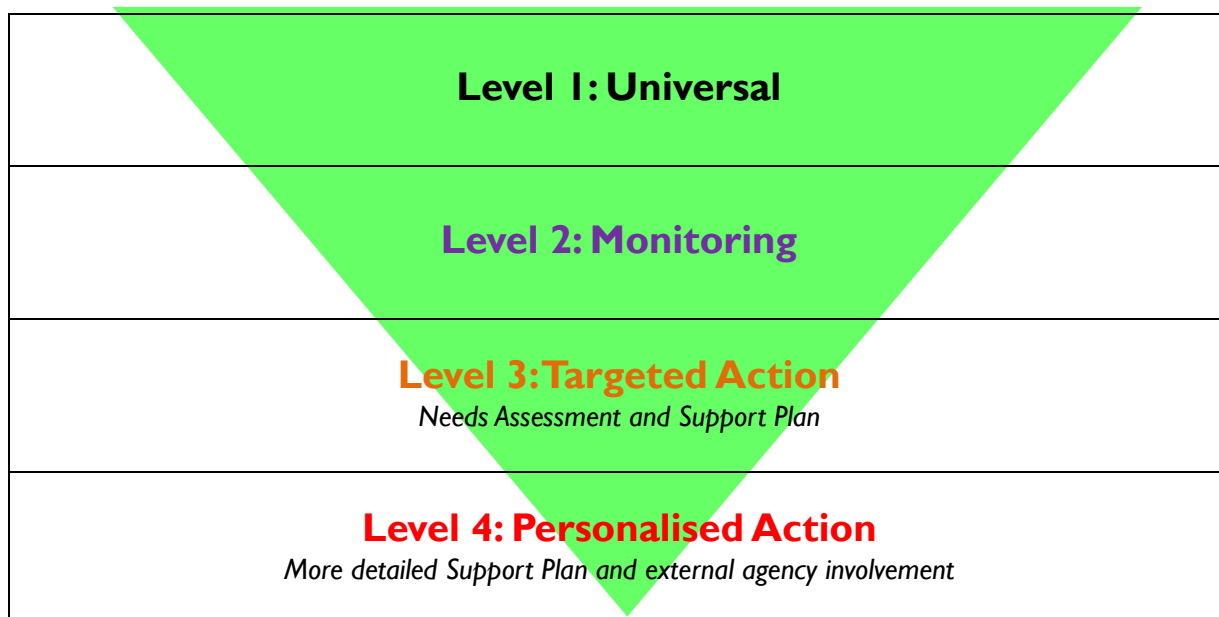 Level 1: Universal
Level 2: Monitoring
Level 3: Targeted Action
Needs Assessment and Support Plan
Level 4: Personalised Action
More detailed Support Plan and external agency involvement